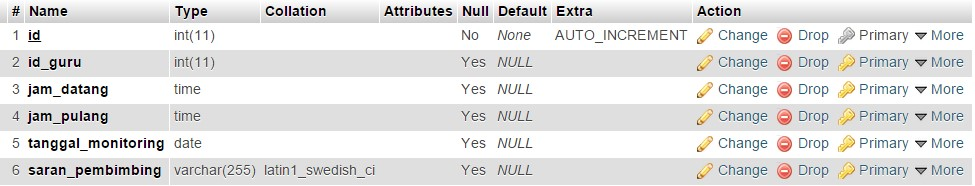 # Name Type Collation Attributes Null Default Extra Action
1 id int(11) No None AUTO_INCREMENT Change Drop Primary More
2 id_guru int(11) Yes NULL Change Drop Primary More
3 jam_datang time Yes NULL Change Drop Primary More
4 jam_pulang time Yes NULL Change Drop Primary More
5 tanggal_monitoring date Yes NULL Change Drop Primary More
6 saran_pembimbing varchar(255) latin1_swedish_ci Yes NULL Change Drop Primary More